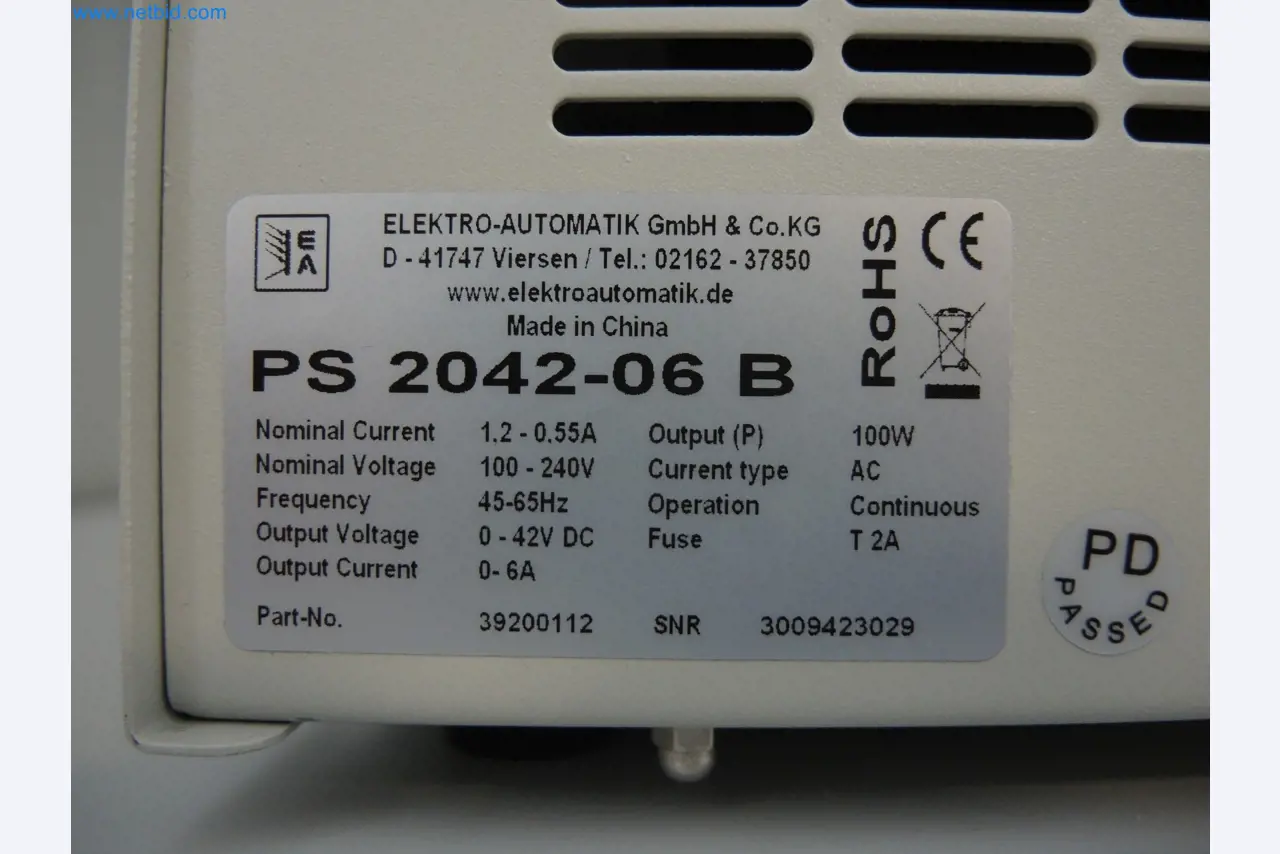 www.netbid.com
EA
ELEKTRO-AUTOMATIK GmbH & Co.KG
D - 41747 Viersen / Tel.: 02162 - 37850
www.elektroautomatik.de
Made in China
RoHS
CE
PS 2042-06 B
Nominal Current 1.2 - 0.55A Output (P) 100W
Nominal Voltage 100 - 240V Current type AC
Frequency 45-65Hz Operation Continuous
Output Voltage 0 - 42V DC Fuse T 2A
Output Current 0- 6A
Part-No. 39200112 SNR 3009423029
PD
PASSED